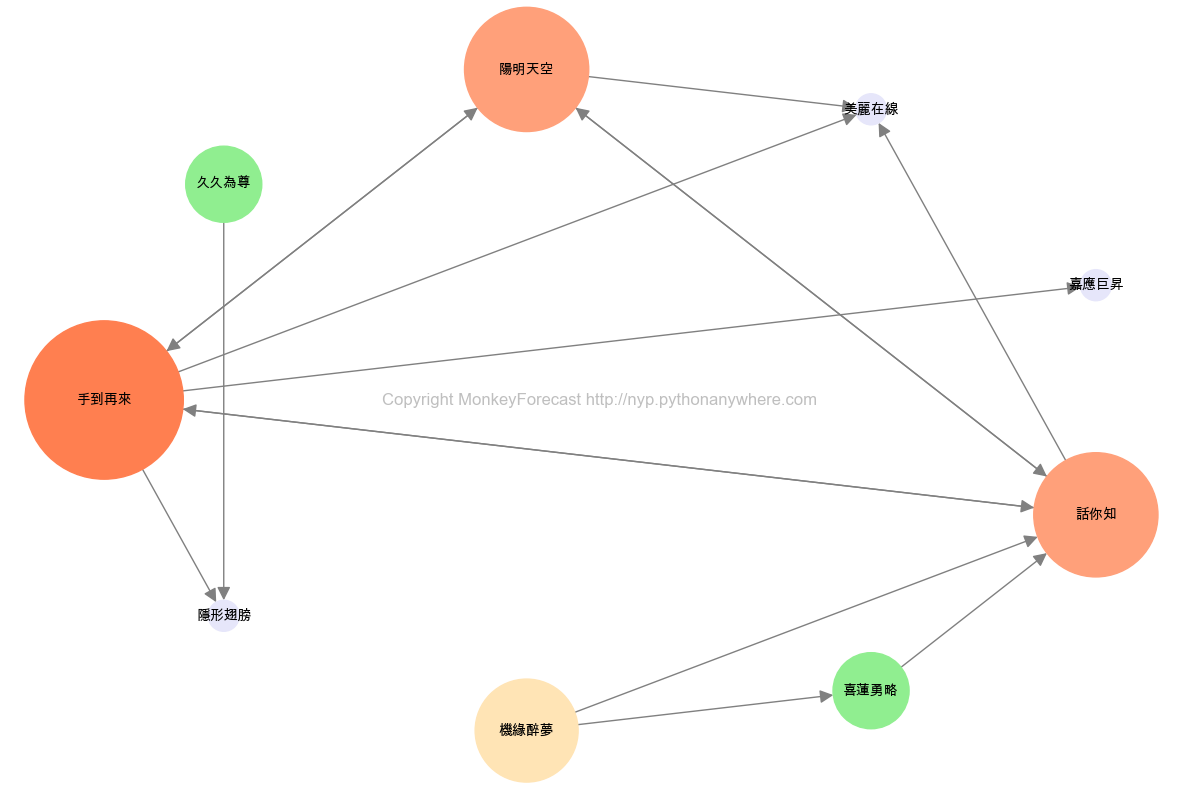 陽明天空
美麗在線
久久為尊
嘉應巨昇
手到再來
Copyright MonkeyForecast http://nyp.pythonanywhere.com
話你知
隱形翅膀
喜蓮勇略
機緣醉夢